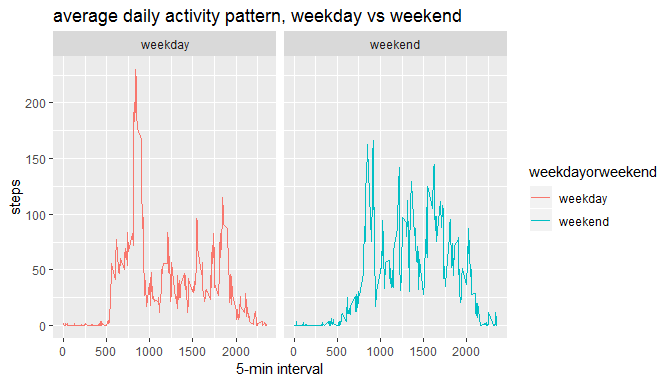 average daily activity pattern, weekday vs weekend
weekday weekend
200
150
100
50
0
steps
0 500 1000 1500 2000 0 500 1000 1500 2000
5-min interval
weekdayorweekend
weekday
weekend